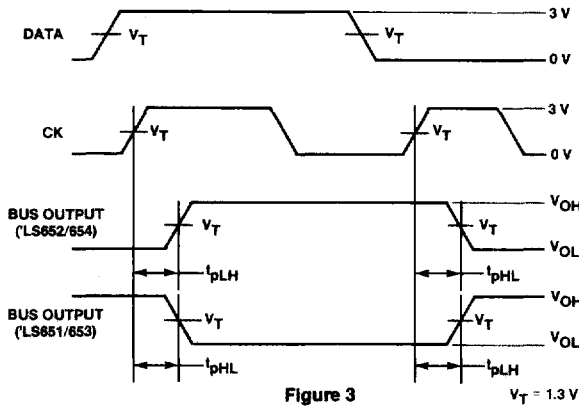 3 V
DATA V_T V_T
0 V
3 V
CK V_T V_T
0 V
BUS OUTPUT ('LS652/654) V_T V_T V_OH
V_OL
t_pLH t_pHL
BUS OUTPUT ('LS651/653) V_T V_T V_OH
V_OL
t_pHL t_pLH
Figure 3
V_T = 1.3 V